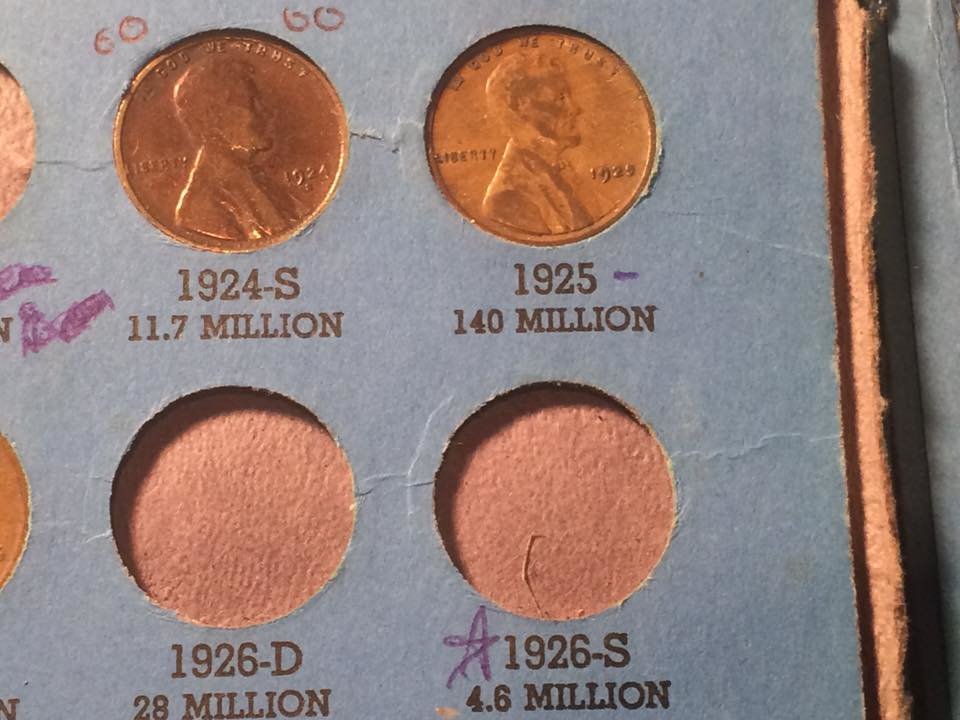 60 60
IN GOD WE TRUST
LIBERTY
1924
S
IN GOD WE TRUST
LIBERTY
1925
1924-S
11.7 MILLION
1925 -
140 MILLION
N
1926-D
28 MILLION
1926-S
4.6 MILLION
N